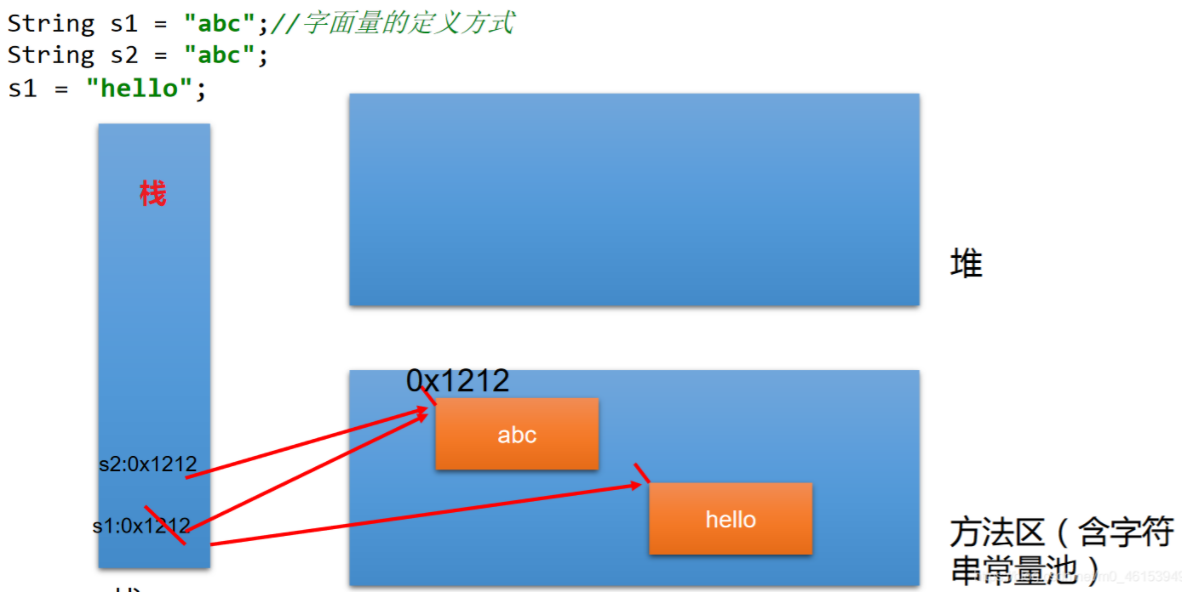 String s1 = "abc";//字面量的定义方式
String s2 = "abc";
s1 = "hello";
栈
堆
0x1212
abc
s2:0x1212
s1:0x1212
hello
方法区（含字符
串常量池）